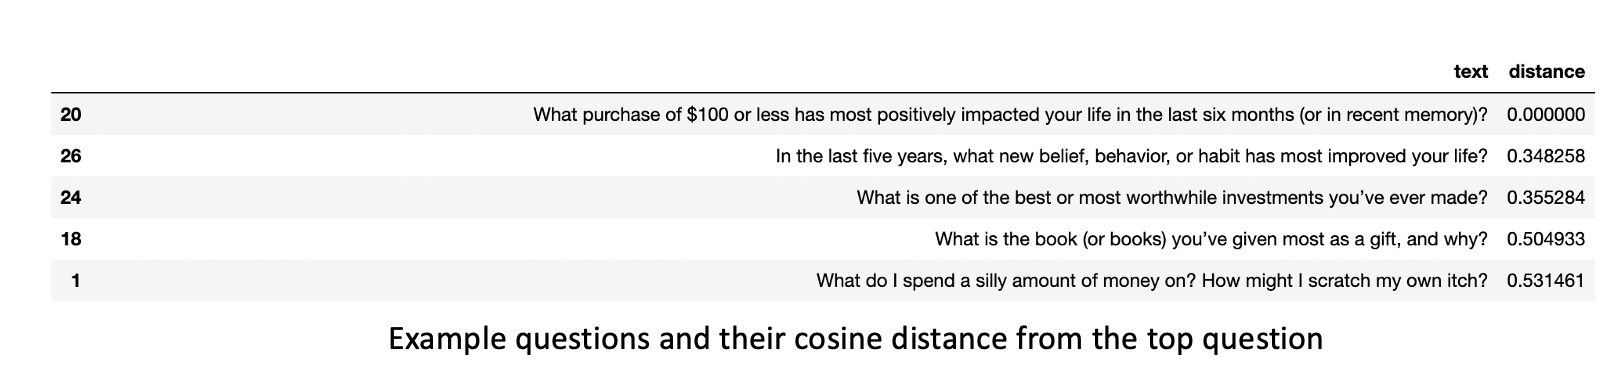 text distance
20 What purchase of $100 or less has most positively impacted your life in the last six months (or in recent memory)? 0.000000
26 In the last five years, what new belief, behavior, or habit has most improved your life? 0.348258
24 What is one of the best or most worthwhile investments you’ve ever made? 0.355284
18 What is the book (or books) you’ve given most as a gift, and why? 0.504933
1 What do I spend a silly amount of money on? How might I scratch my own itch? 0.531461
Example questions and their cosine distance from the top question